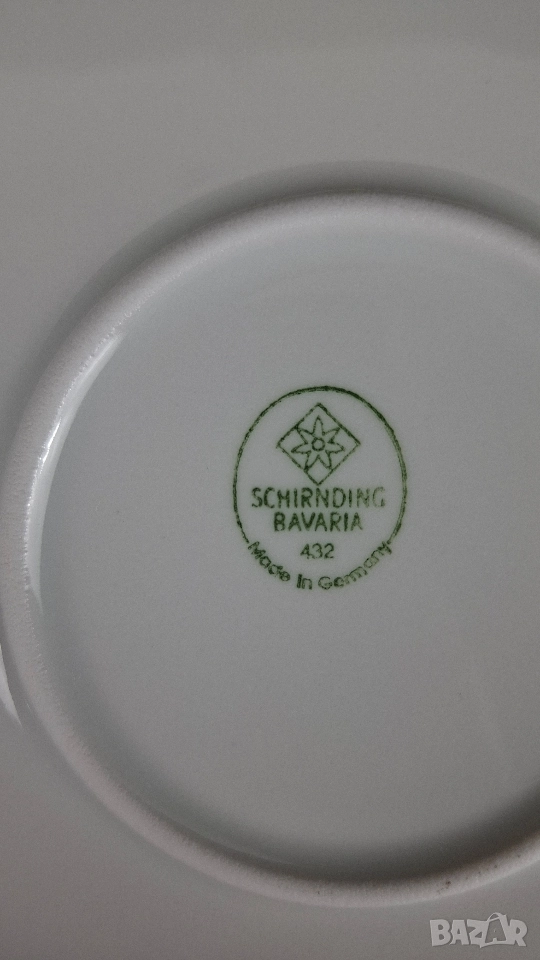 SCHIRNDING
BAVARIA
432
Made In Germany
BAZAR